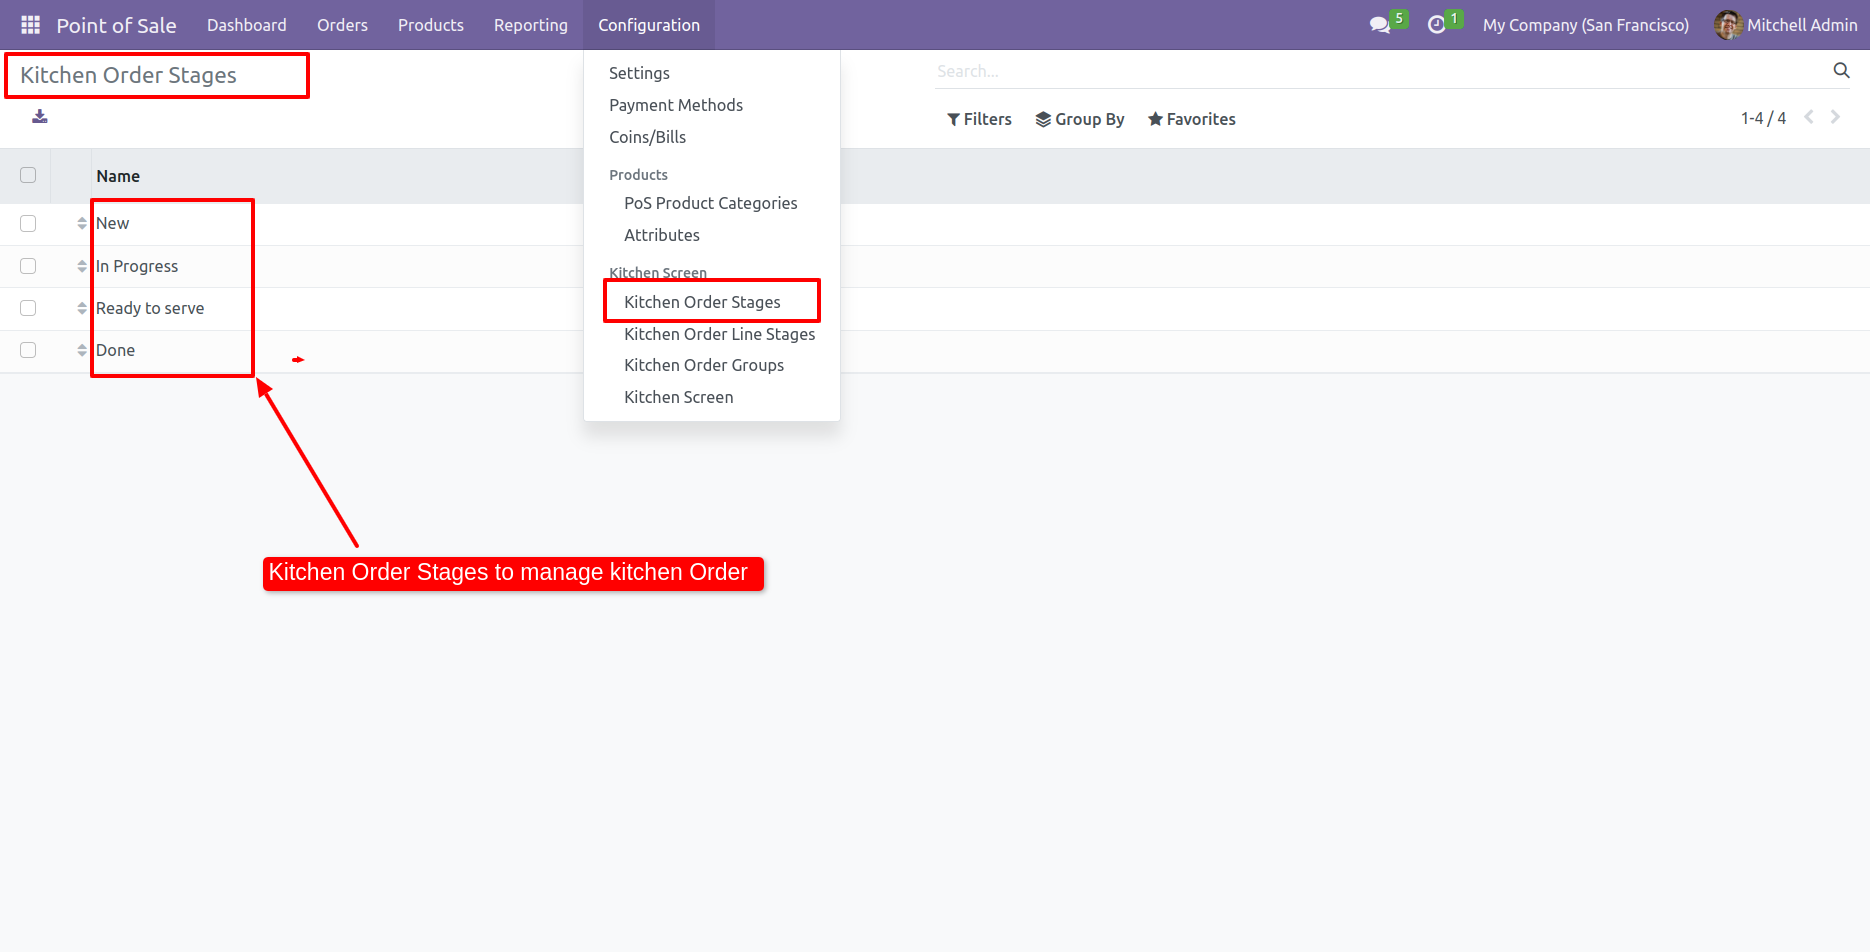 Point of Sale Dashboard Orders Products Reporting Configuration 5 1 My Company (San Francisco) Mitchell Admin
Kitchen Order Stages
Search...
Filters Group By Favorites 1-4 / 4
Settings
Payment Methods
Coins/Bills
Products
PoS Product Categories
Attributes
Kitchen Screen
Kitchen Order Stages
Kitchen Order Line Stages
Kitchen Order Groups
Kitchen Screen
Name
New
In Progress
Ready to serve
Done
Kitchen Order Stages to manage kitchen Order